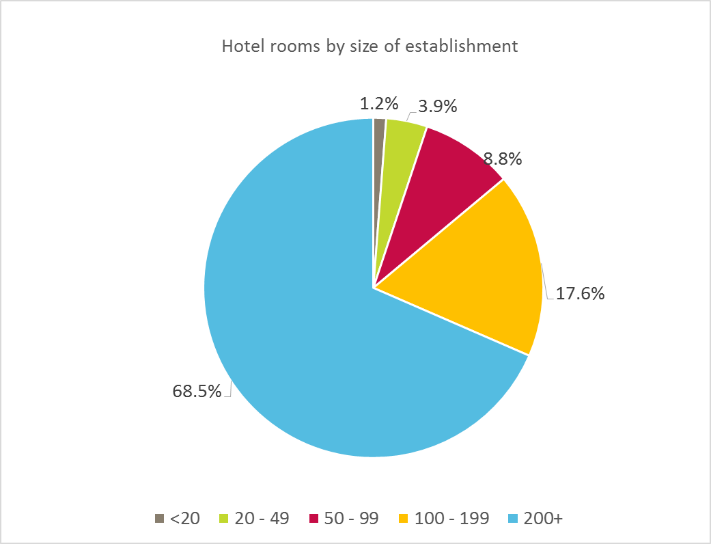 Hotel rooms by size of establishment
1.2%
3.9%
8.8%
17.6%
68.5%
<20
20 - 49
50 - 99
100 - 199
200+